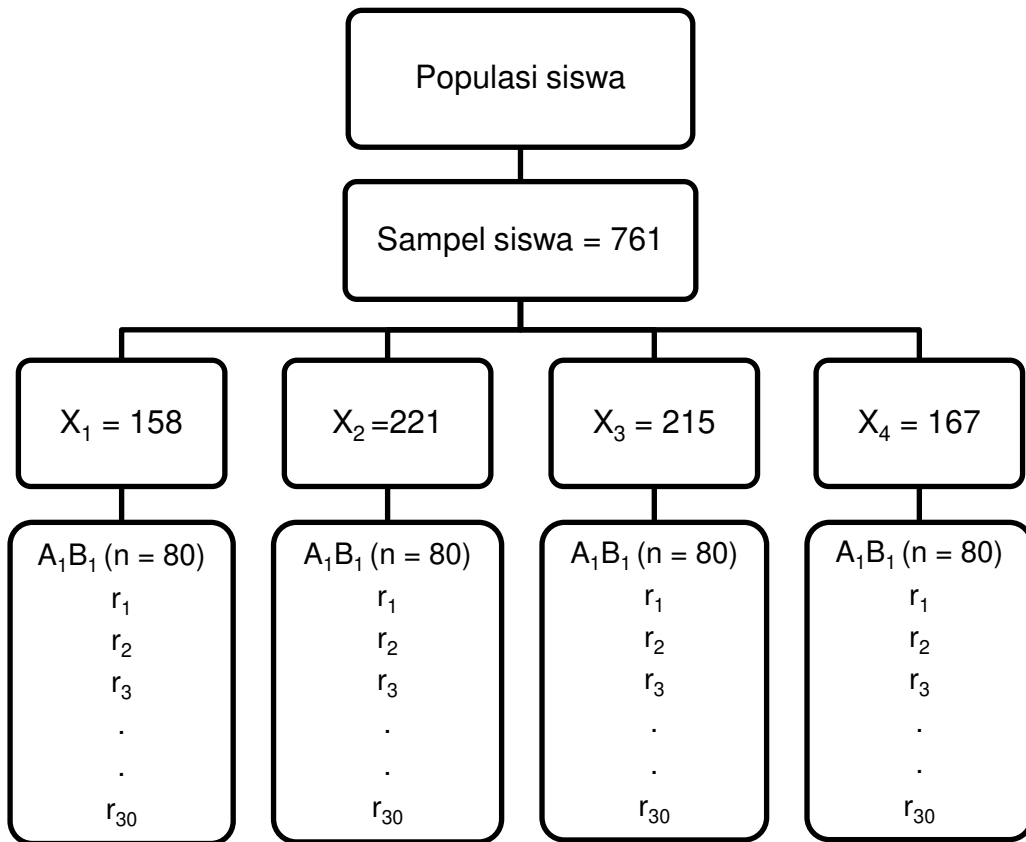 Populasi siswa
Sampel siswa = 761
X₁ = 158
X₂ =221
X₃ = 215
X₄ = 167
A₁B₁ (n = 80)
r₁
r₂
r₃
.
.
r₃₀
A₁B₁ (n = 80)
r₁
r₂
r₃
.
.
r₃₀
A₁B₁ (n = 80)
r₁
r₂
r₃
.
.
r₃₀
A₁B₁ (n = 80)
r₁
r₂
r₃
.
.
r₃₀